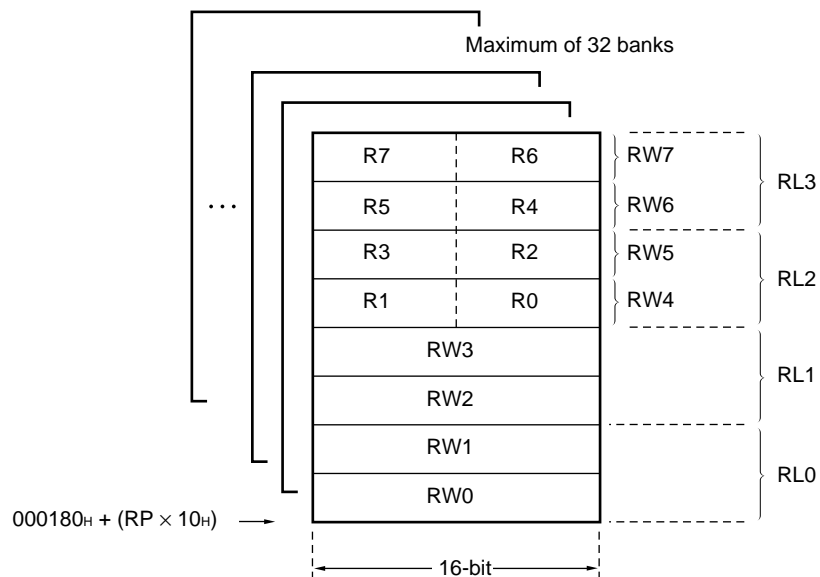 Maximum of 32 banks
R7 R6 RW7
RL3
R5 R4 RW6
...
R3 R2 RW5
RL2
R1 R0 RW4
RW3
RL1
RW2
RW1
RL0
RW0
000180H + (RP × 10H)
16-bit